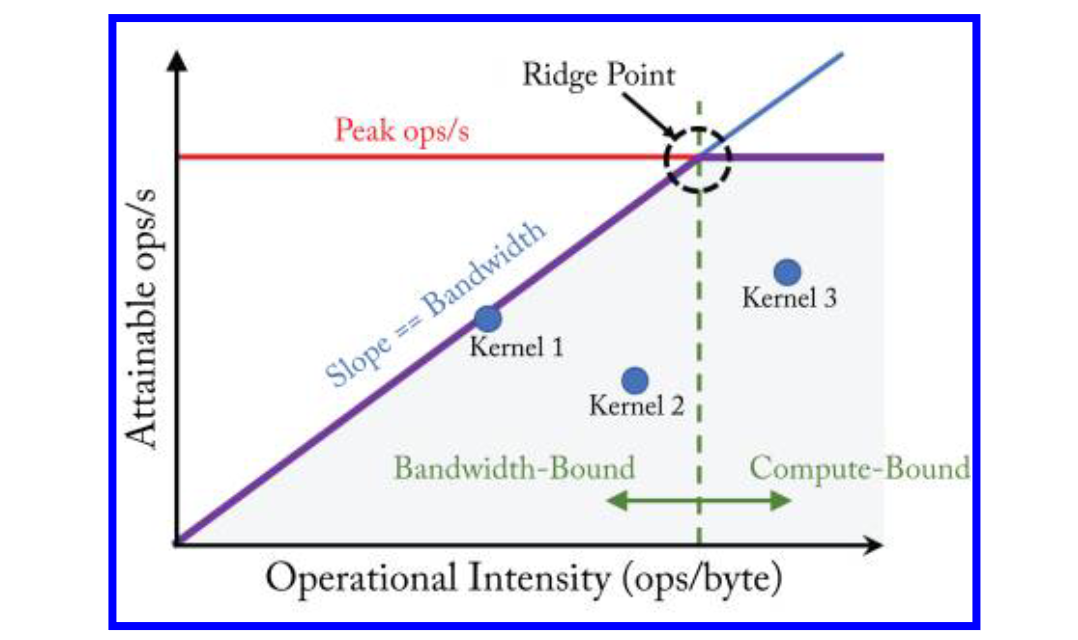 Ridge Point
Peak ops/s
Attainable ops/s
Slope == Bandwidth
Kernel 3
Kernel 1
Kernel 2
Bandwidth-Bound
Compute-Bound
Operational Intensity (ops/byte)